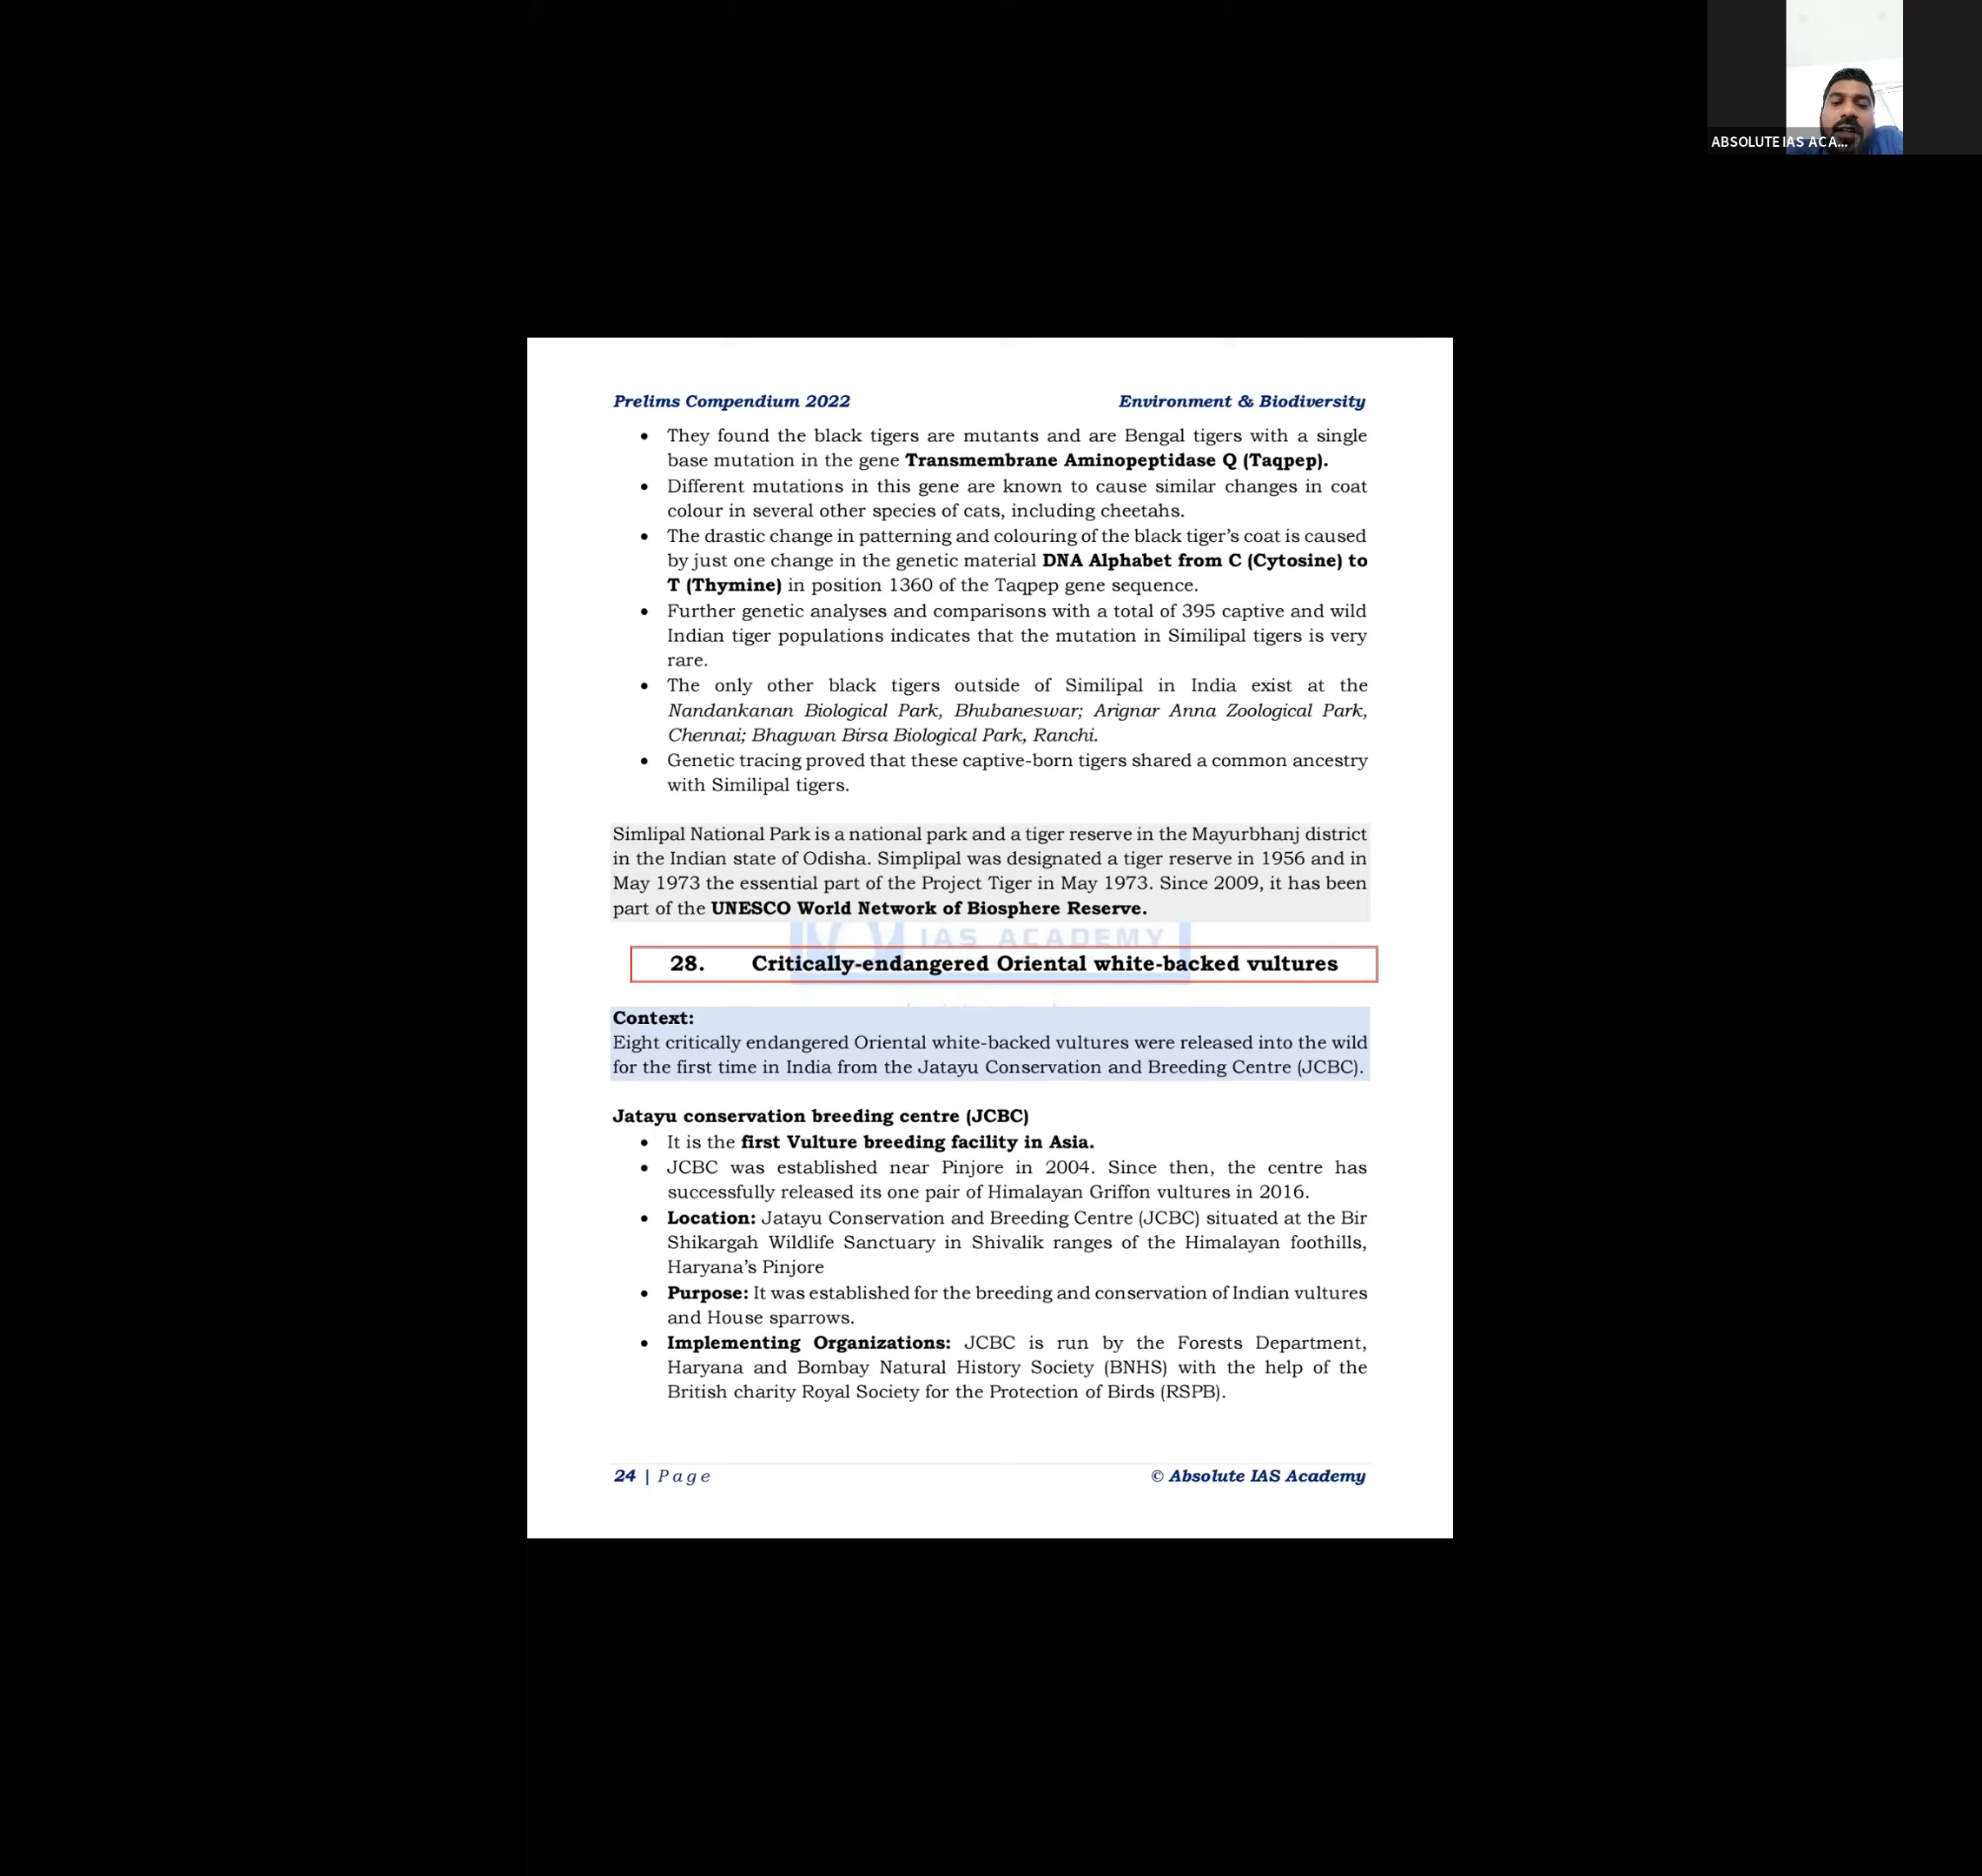 ABSOLUTE IAS ACA...
Prelims Compendium 2022 Environment & Biodiversity
• They found the black tigers are mutants and are Bengal tigers with a single
base mutation in the gene Transmembrane Aminopeptidase Q (Taqpep).
• Different mutations in this gene are known to cause similar changes in coat
colour in several other species of cats, including cheetahs.
• The drastic change in patterning and colouring of the black tiger’s coat is caused
by just one change in the genetic material DNA Alphabet from C (Cytosine) to
T (Thymine) in position 1360 of the Taqpep gene sequence.
• Further genetic analyses and comparisons with a total of 395 captive and wild
Indian tiger populations indicates that the mutation in Similipal tigers is very
rare.
• The only other black tigers outside of Similipal in India exist at the
Nandankanan Biological Park, Bhubaneswar; Arignar Anna Zoological Park,
Chennai; Bhagwan Birsa Biological Park, Ranchi.
• Genetic tracing proved that these captive-born tigers shared a common ancestry
with Similipal tigers.
Simlipal National Park is a national park and a tiger reserve in the Mayurbhanj district
in the Indian state of Odisha. Simplipal was designated a tiger reserve in 1956 and in
May 1973 the essential part of the Project Tiger in May 1973. Since 2009, it has been
part of the UNESCO World Network of Biosphere Reserve.
IAS ACADEMY
28. Critically-endangered Oriental white-backed vultures
Context:
Eight critically endangered Oriental white-backed vultures were released into the wild
for the first time in India from the Jatayu Conservation and Breeding Centre (JCBC).
Jatayu conservation breeding centre (JCBC)
• It is the first Vulture breeding facility in Asia.
• JCBC was established near Pinjore in 2004. Since then, the centre has
successfully released its one pair of Himalayan Griffon vultures in 2016.
• Location: Jatayu Conservation and Breeding Centre (JCBC) situated at the Bir
Shikargah Wildlife Sanctuary in Shivalik ranges of the Himalayan foothills,
Haryana’s Pinjore
• Purpose: It was established for the breeding and conservation of Indian vultures
and House sparrows.
• Implementing Organizations: JCBC is run by the Forests Department,
Haryana and Bombay Natural History Society (BNHS) with the help of the
British charity Royal Society for the Protection of Birds (RSPB).
24 | Page © Absolute IAS Academy